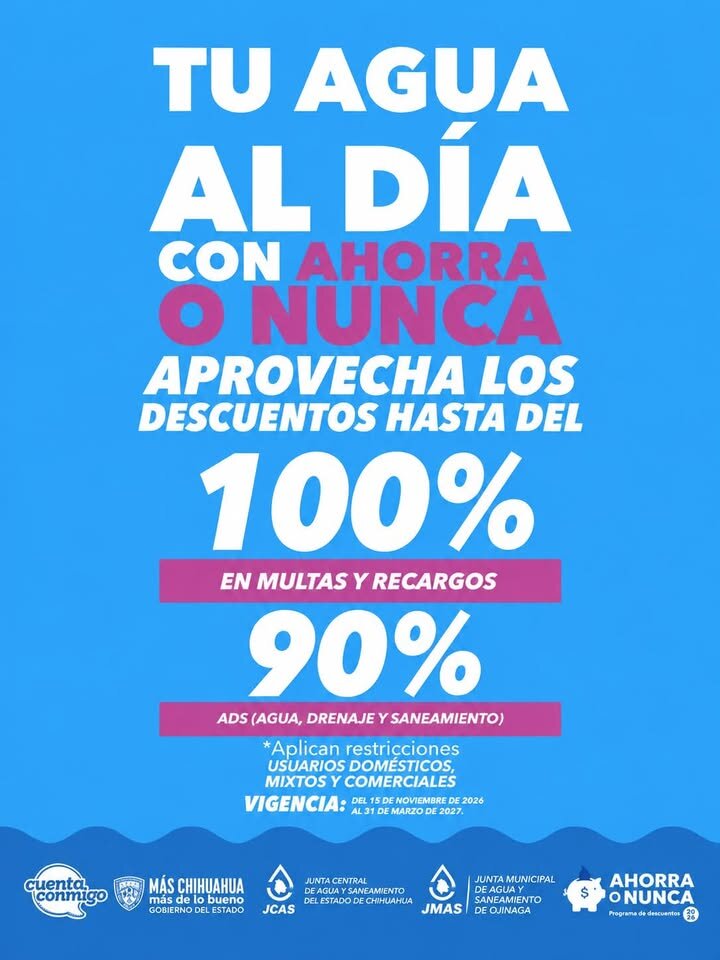 TU AGUA
AL DÍA
CON AHORRA
O NUNCA
APROVECHA LOS
DESCUENTOS HASTA DEL
100%
EN MULTAS Y RECARGOS
90%
ADS (AGUA, DRENAJE Y SANEAMIENTO)
*Aplican restricciones
USUARIOS DOMÉSTICOS,
MIXTOS Y COMERCIALES
VIGENCIA: DEL 15 DE NOVIEMBRE DE 2026
AL 31 DE MARZO DE 2027.
cuenta
conmigo
MÁS CHIHUAHUA
más de lo bueno
GOBIERNO DEL ESTADO
JCAS
JUNTA CENTRAL
DE AGUA Y SANEAMIENTO
DEL ESTADO DE CHIHUAHUA
JMAS
JUNTA MUNICIPAL
DE AGUA Y
SANEAMIENTO
DE OJINAGA
$
AHORRA
O NUNCA
Programa de descuentos 2026